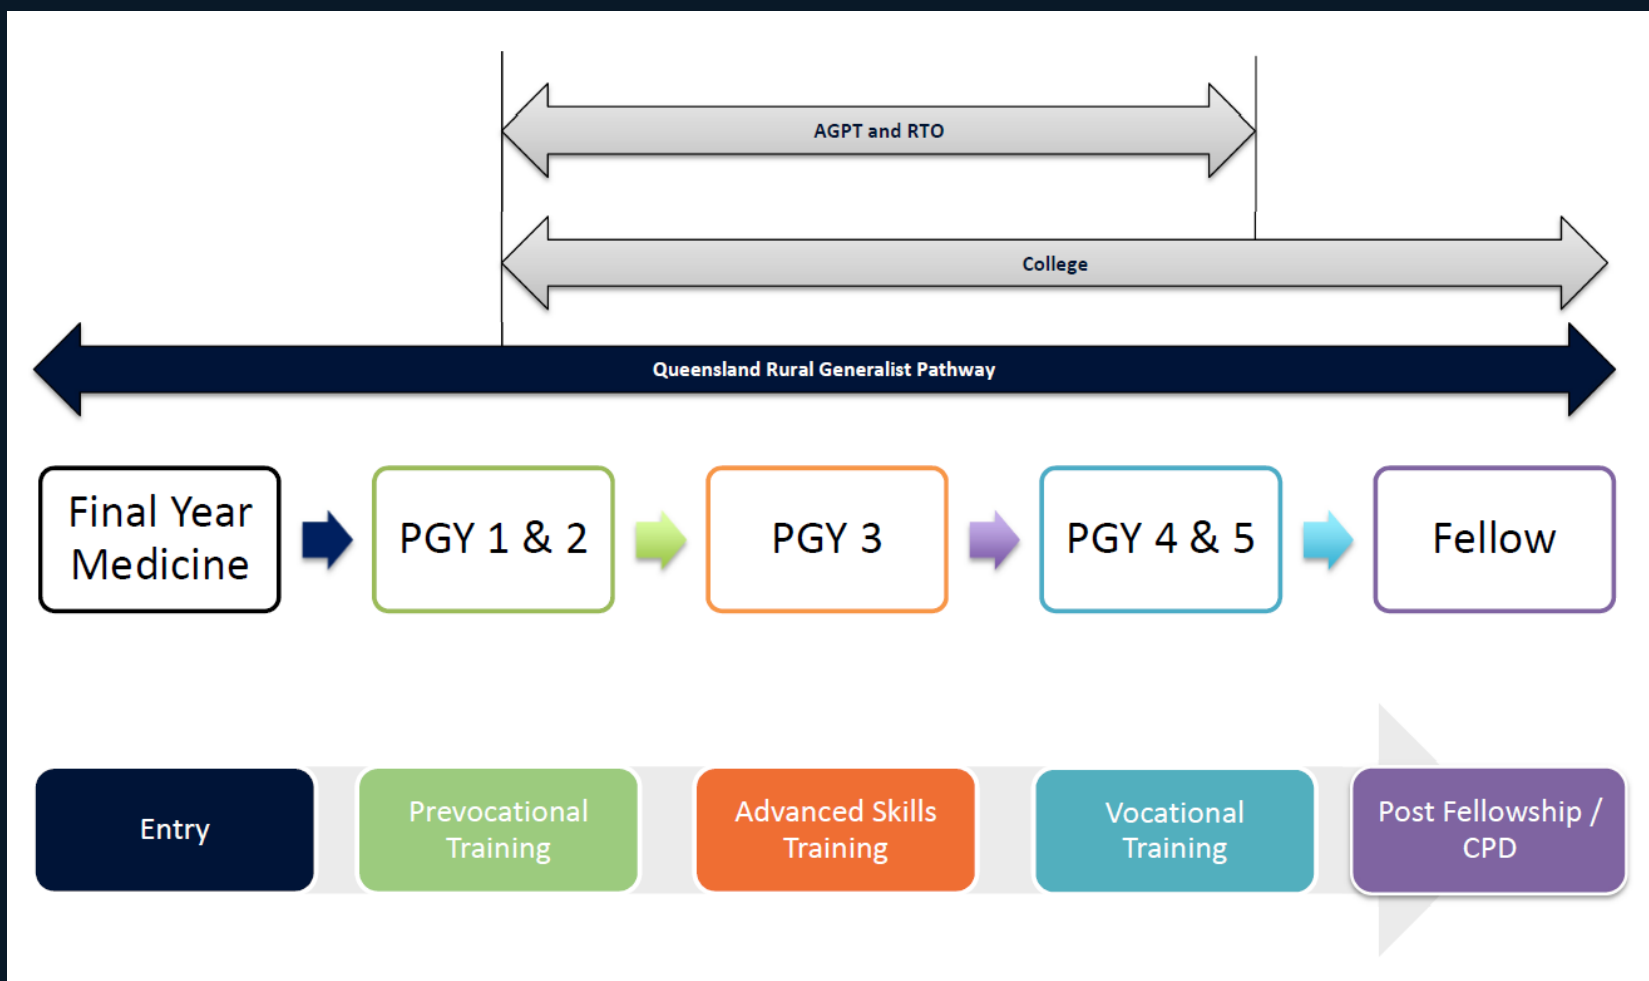 AGPT and RTO
College
Queensland Rural Generalist Pathway
Final Year
Medicine
PGY 1 & 2
PGY 3
PGY 4 & 5
Fellow
Entry
Prevocational
Training
Advanced Skills
Training
Vocational
Training
Post Fellowship /
CPD